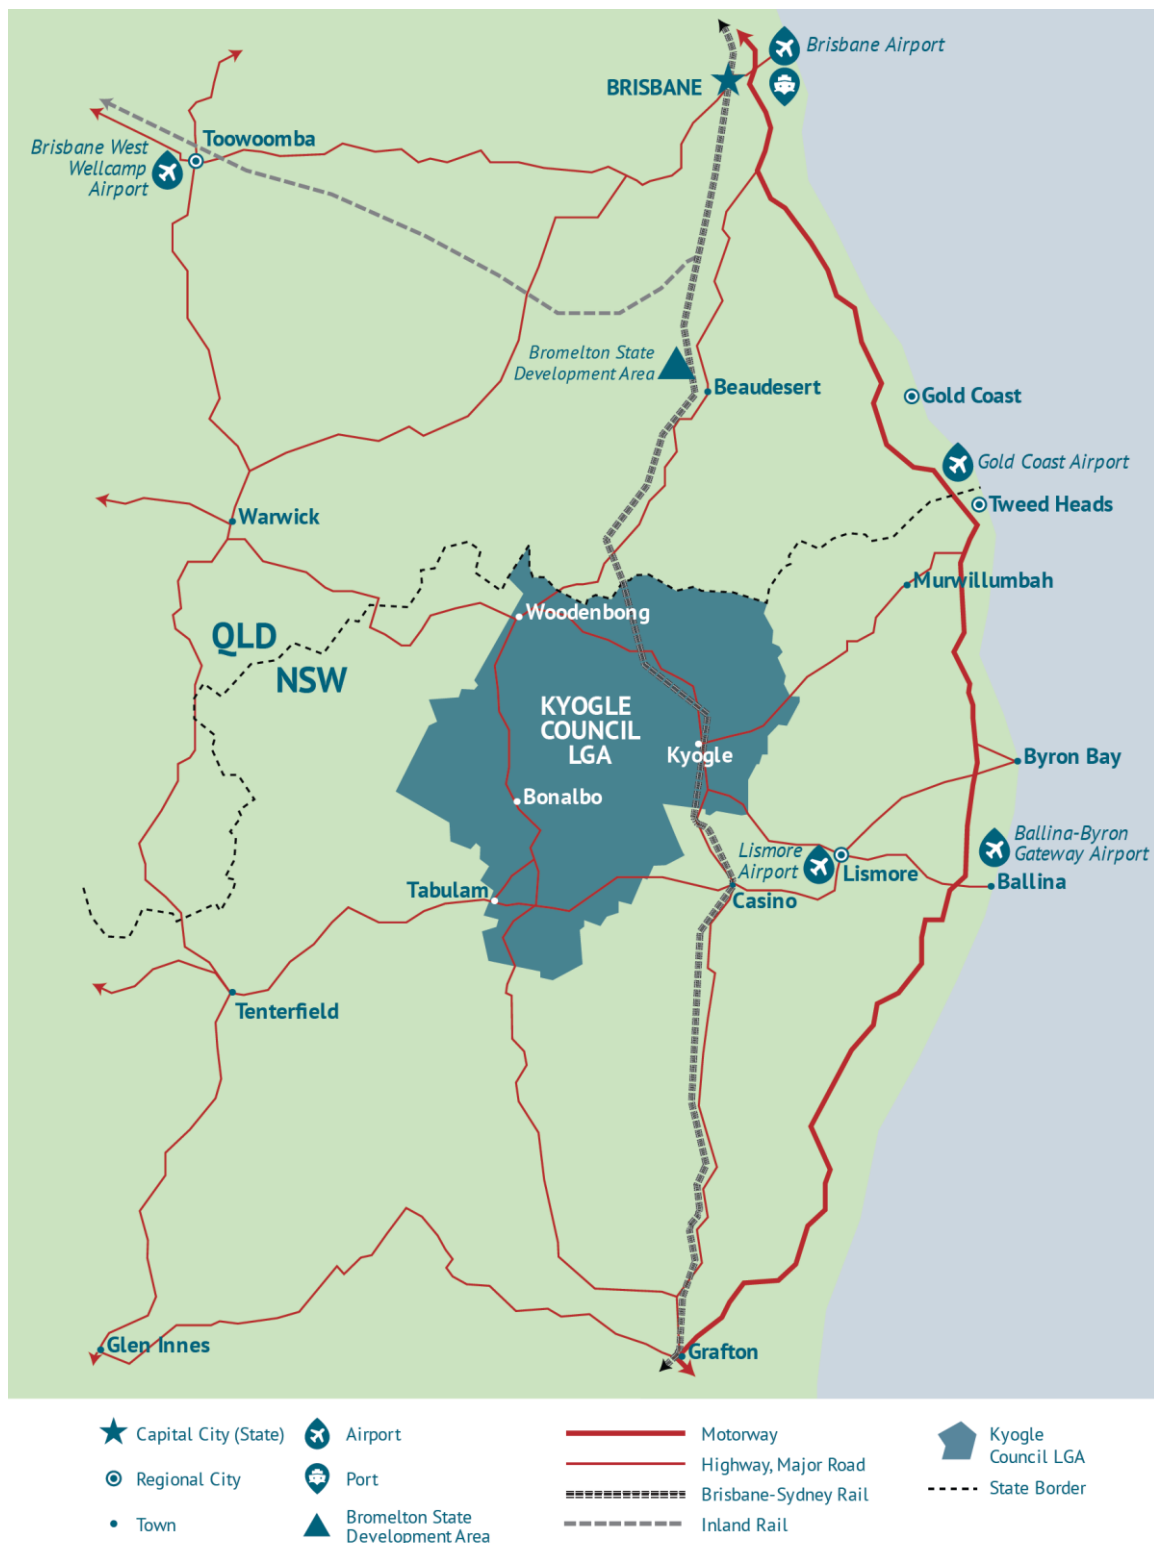 Brisbane Airport
BRISBANE
Toowoomba
Brisbane West
Wellcamp
Airport
Bromelton State
Development Area
Beaudesert
Gold Coast
Gold Coast Airport
Tweed Heads
Warwick
Murwillumbah
Woodenbong
QLD
NSW
KYOGLE
COUNCIL
LGA
Kyogle
Byron Bay
Bonalbo
Ballina-Byron
Gateway Airport
Lismore
Airport
Lismore
Ballina
Tabulam
Casino
Tenterfield
Glen Innes
Grafton
Capital City (State)
Regional City
Town
Airport
Port
Bromelton State
Development Area
Motorway
Highway, Major Road
Brisbane-Sydney Rail
Inland Rail
Kyogle
Council LGA
State Border